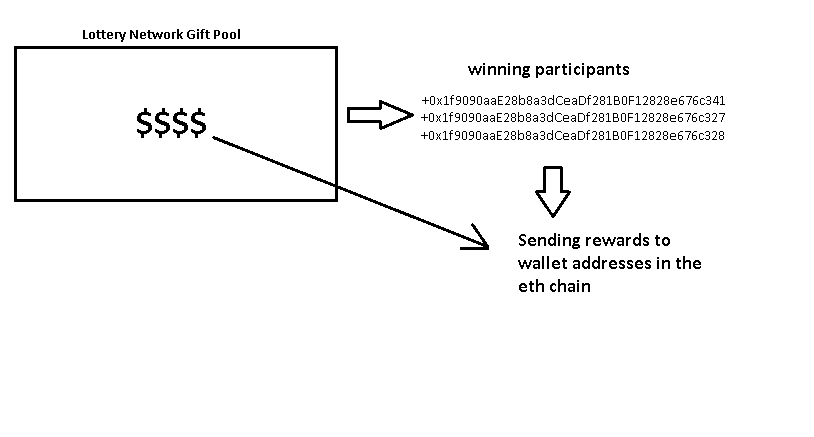 Lottery Network Gift Pool
$$$$
winning participants
+0x1f9090aaE28b8a3dCeaDf281B0F12828e676c341
+0x1f9090aaE28b8a3dCeaDf281B0F12828e676c327
+0x1f9090aaE28b8a3dCeaDf281B0F12828e676c328
Sending rewards to
wallet addresses in the
eth chain